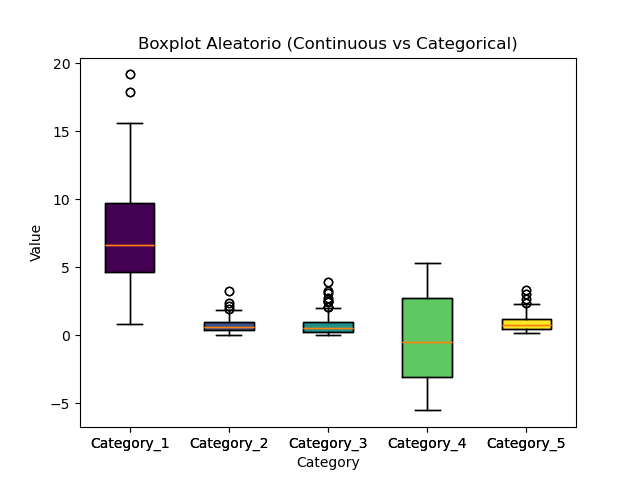 Boxplot Aleatorio (Continuous vs Categorical)
20
15
10
5
0
−5
Value
Category_1 Category_2 Category_3 Category_4 Category_5
Category